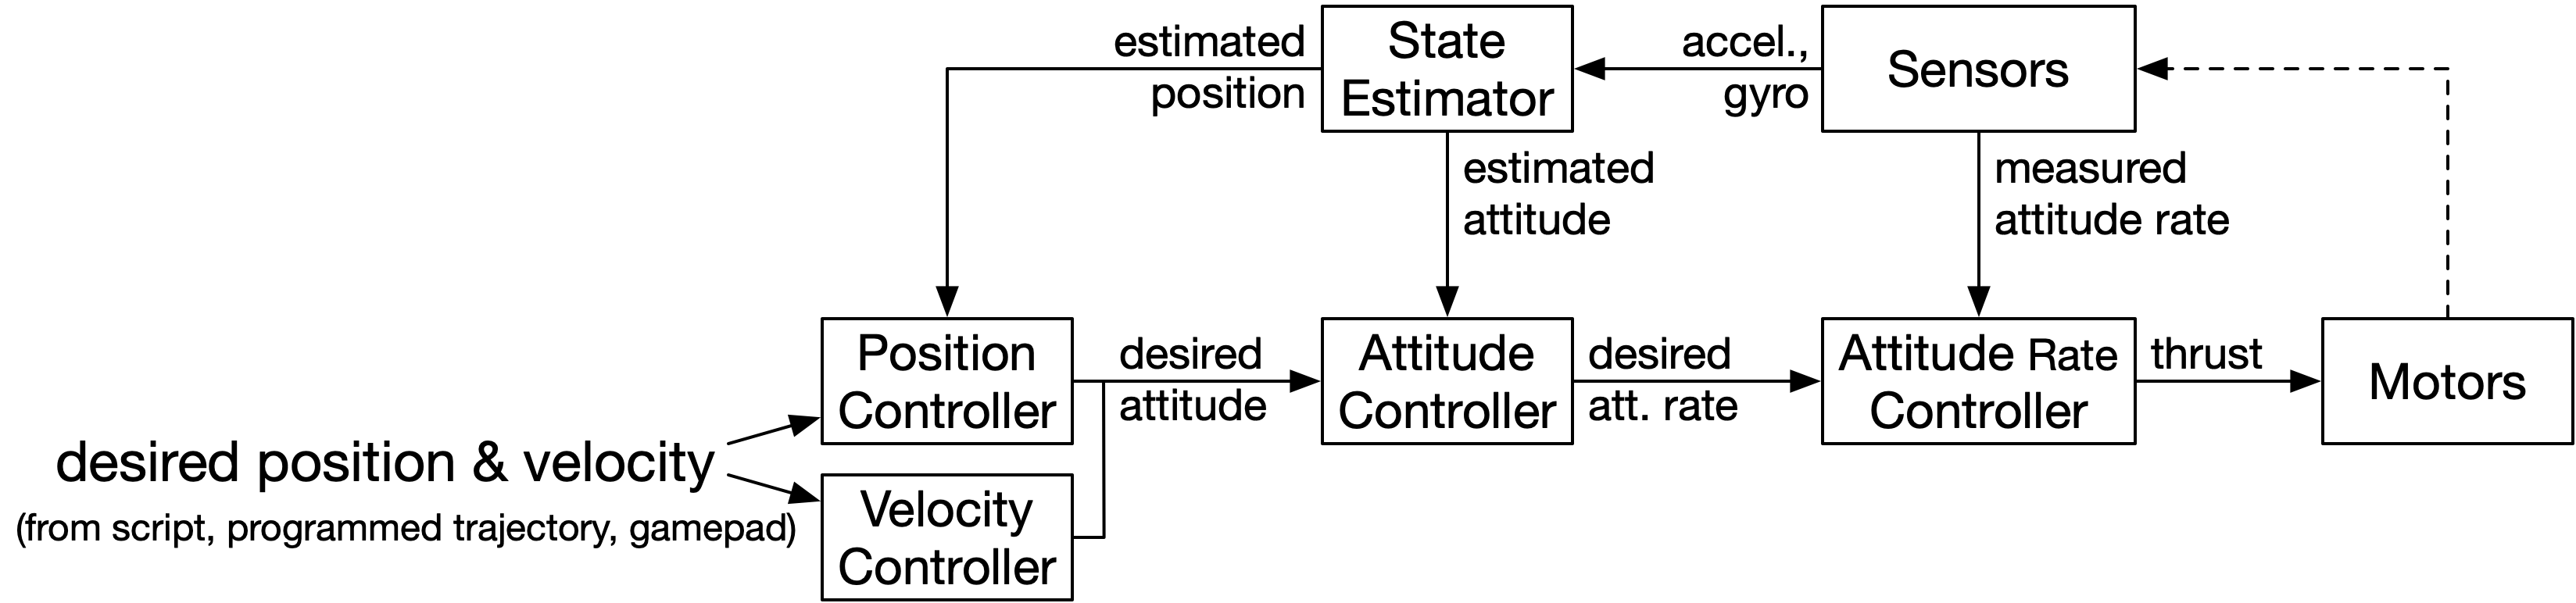 estimated
position
State
Estimator
accel.,
gyro
Sensors
estimated
attitude
measured
attitude rate
Position
Controller
desired
attitude
Attitude
Controller
desired
att. rate
Attitude Rate
Controller
thrust
Motors
desired position & velocity
(from script, programmed trajectory, gamepad)
Velocity
Controller